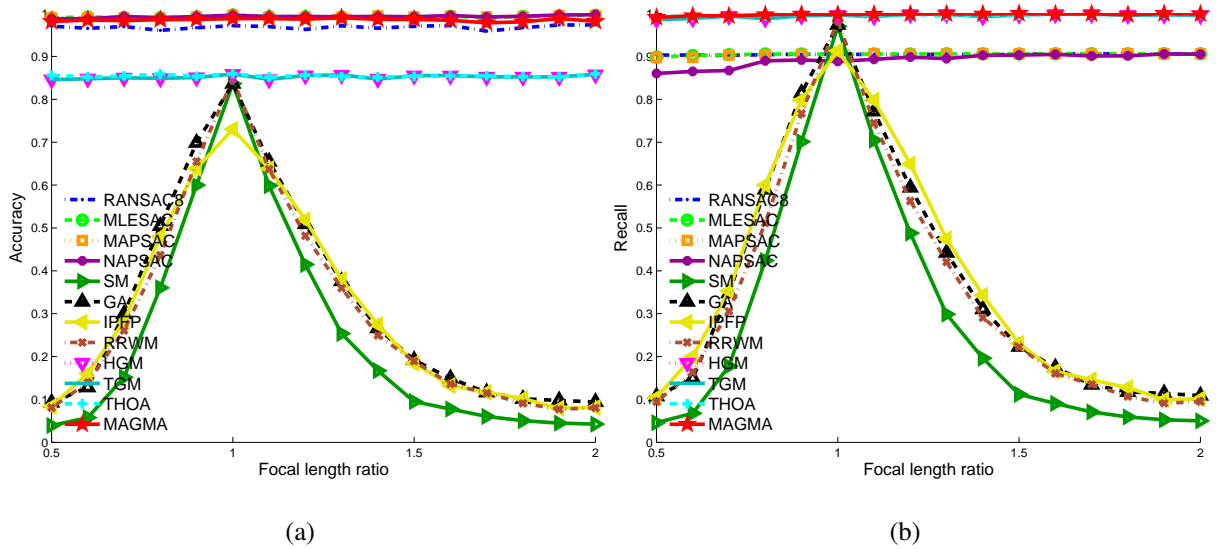 1
0.9
0.8
0.7
0.6
0.5
0.4
0.3
0.2
0.1
0
Accuracy
RANSAC8
MLESAC
MAPSAC
NAPSAC
SM
GA
IPFP
RRWM
HGM
TGM
THOA
MAGMA
0.5 1 1.5 2
Focal length ratio
(a)
1
0.9
0.8
0.7
0.6
0.5
0.4
0.3
0.2
0.1
0
Recall
RANSAC8
MLESAC
MAPSAC
NAPSAC
SM
GA
IPFP
RRWM
HGM
TGM
THOA
MAGMA
0.5 1 1.5 2
Focal length ratio
(b)